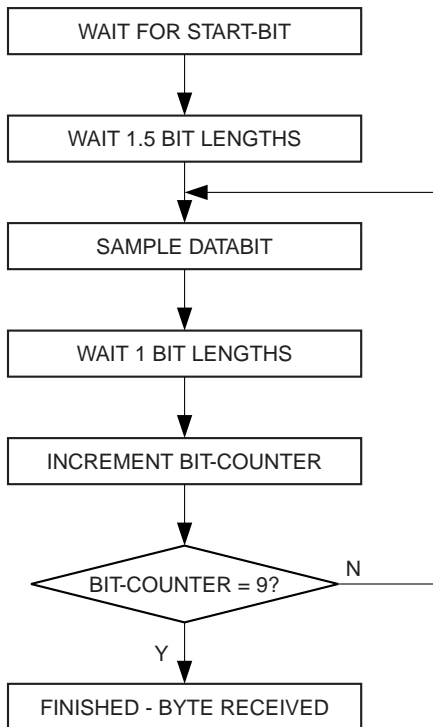 WAIT FOR START-BIT
WAIT 1.5 BIT LENGTHS
SAMPLE DATABIT
WAIT 1 BIT LENGTHS
INCREMENT BIT-COUNTER
BIT-COUNTER = 9?
N
Y
FINISHED - BYTE RECEIVED